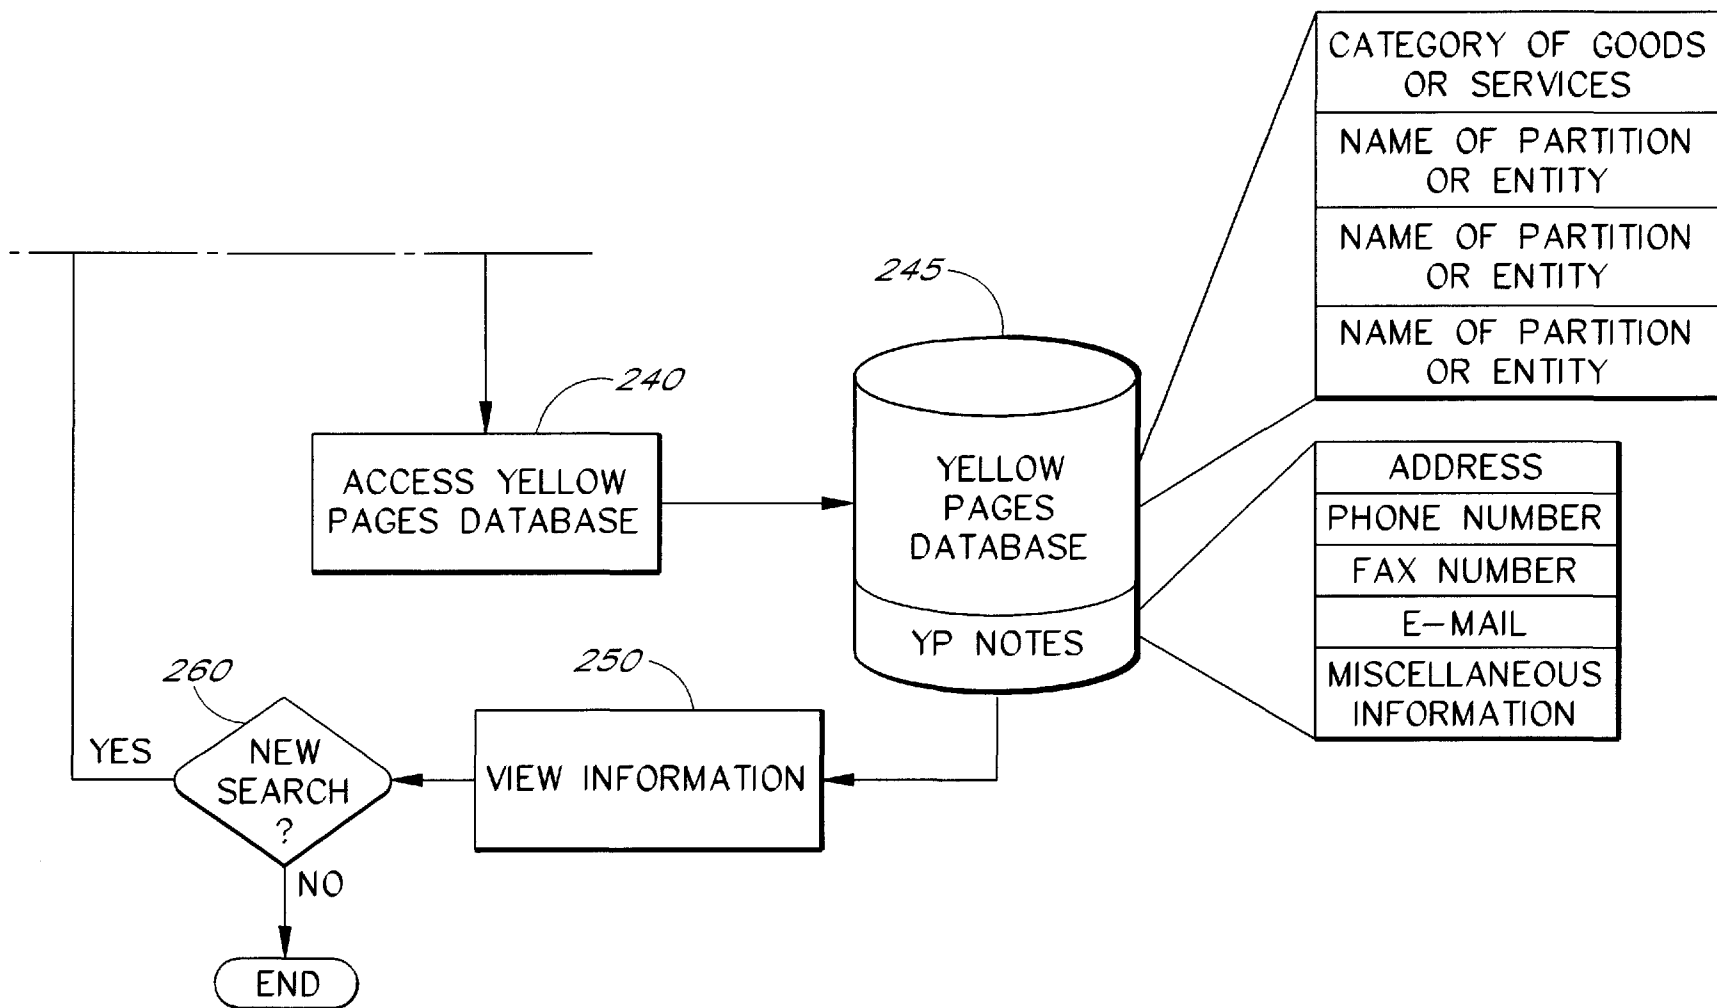 CATEGORY OF GOODS
OR SERVICES
NAME OF PARTITION
OR ENTITY
NAME OF PARTITION
OR ENTITY
NAME OF PARTITION
OR ENTITY
245
240
ACCESS YELLOW
PAGES DATABASE
YELLOW
PAGES
DATABASE
YP NOTES
ADDRESS
PHONE NUMBER
FAX NUMBER
E-MAIL
MISCELLANEOUS
INFORMATION
250
VIEW INFORMATION
260
YES
NEW
SEARCH
?
NO
END